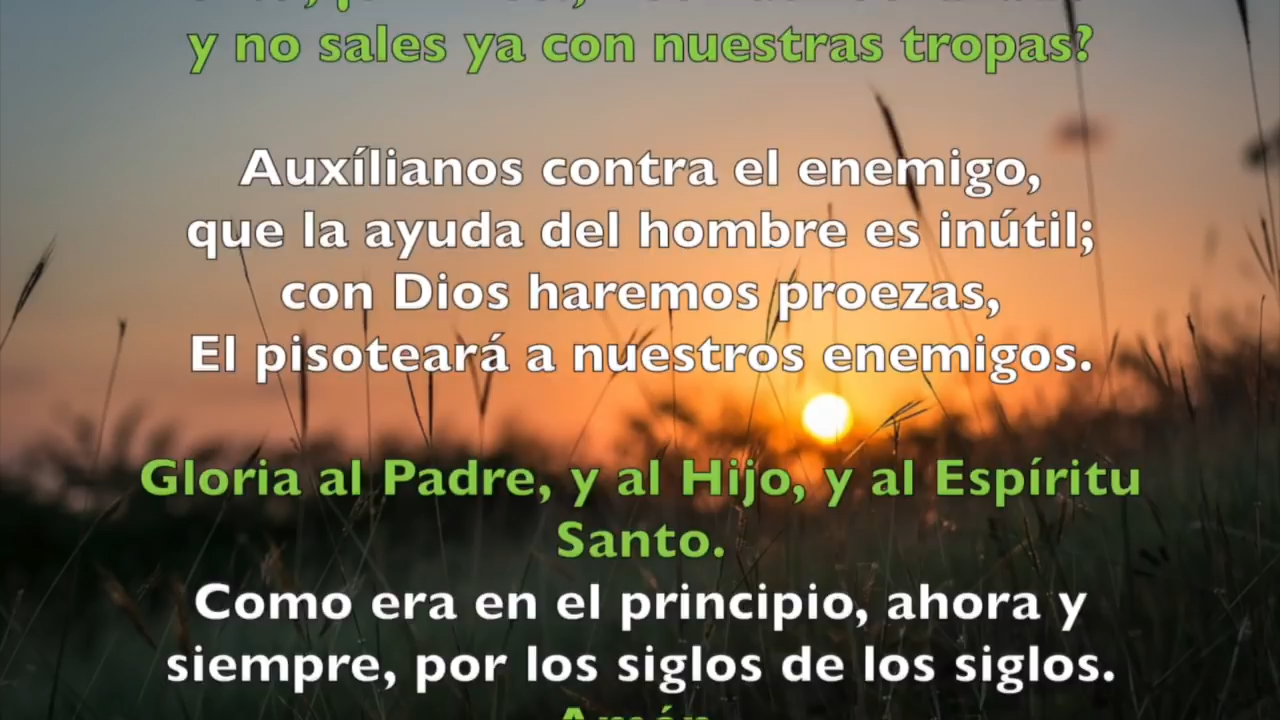 y no sales ya con nuestras tropas?
Auxílianos contra el enemigo,
que la ayuda del hombre es inútil;
con Dios haremos proezas,
El pisoteará a nuestros enemigos.
Gloria al Padre, y al Hijo, y al Espíritu
Santo.
Como era en el principio, ahora y
siempre, por los siglos de los siglos.
Amén.